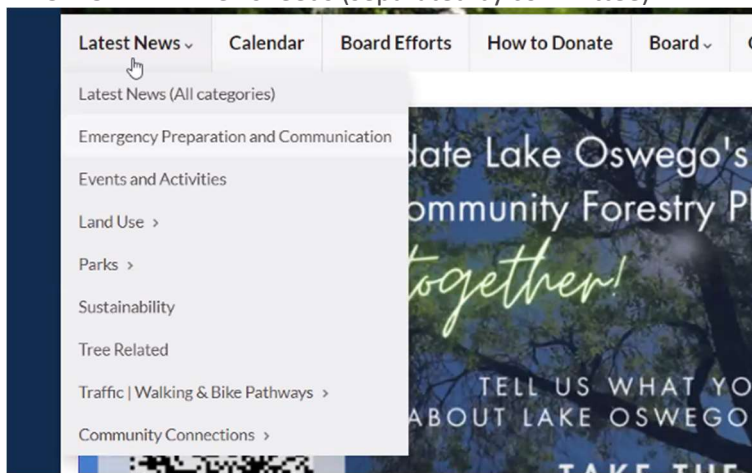 Latest News
Calendar
Board Efforts
How to Donate
Board
Latest News (All categories)
Emergency Preparation and Communication
Events and Activities
Land Use >
Parks >
Sustainability
Tree Related
Traffic | Walking & Bike Pathways >
Community Connections >
date Lake Oswego's
ommunity Forestry P
together!
TELL US WHAT YO
ABOUT LAKE OSWEGO
TAKE THE